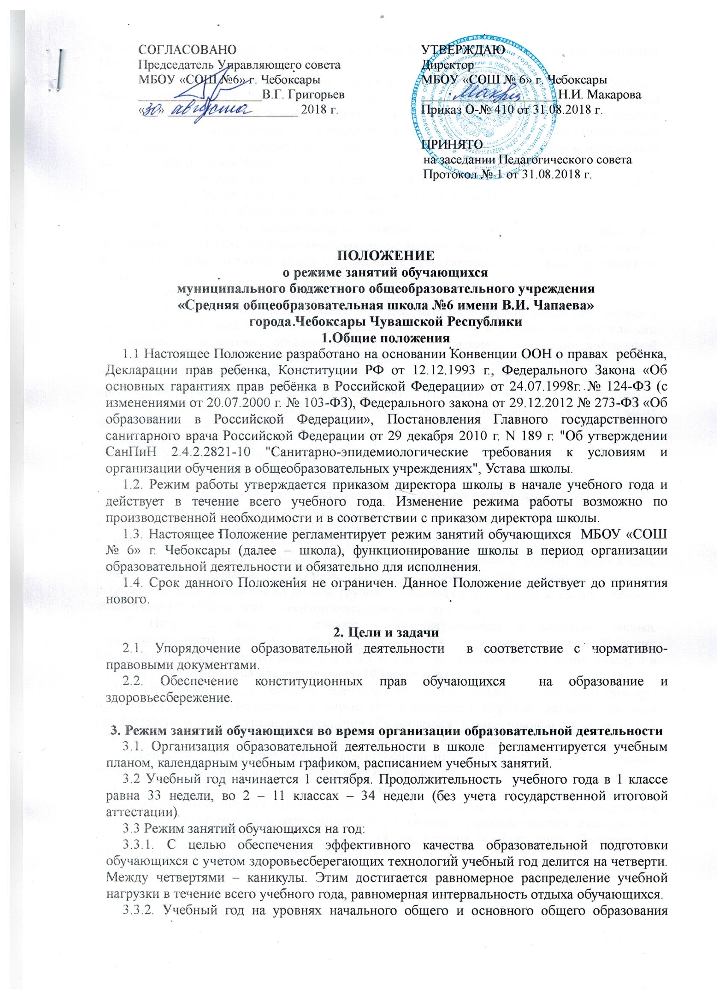 СОГЛАСОВАНО
Председатель Управляющего совета
МБОУ «СОШ №6» г. Чебоксары
В.Г. Григорьев
«30» августа 2018 г.
УТВЕРЖДАЮ
Директор
МБОУ «СОШ № 6» г. Чебоксары
Н.И. Макарова
Приказ О-№ 410 от 31.08.2018 г.
ПРИНЯТО
на заседании Педагогического совета
Протокол № 1 от 31.08.2018 г.
ПОЛОЖЕНИЕ
о режиме занятий обучающихся
муниципального бюджетного общеобразовательного учреждения
«Средняя общеобразовательная школа №6 имени В.И. Чапаева»
города Чебоксары Чувашской Республики
1.Общие положения
1.1 Настоящее Положение разработано на основании Конвенции ООН о правах ребёнка,
Декларации прав ребенка, Конституции РФ от 12.12.1993 г., Федерального Закона «Об
основных гарантиях прав ребёнка в Российской Федерации» от 24.07.1998г. № 124-ФЗ (с
изменениями от 20.07.2000 г. № 103-ФЗ), Федерального закона от 29.12.2012 № 273-ФЗ «Об
образовании в Российской Федерации», Постановления Главного государственного
санитарного врача Российской Федерации от 29 декабря 2010 г. N 189 г. "Об утверждении
СанПиН 2.4.2.2821-10 "Санитарно-эпидемиологические требования к условиям и
организации обучения в общеобразовательных учреждениях", Устава школы.
1.2. Режим работы утверждается приказом директора школы в начале учебного года и
действует в течение всего учебного года. Изменение режима работы возможно по
производственной необходимости и в соответствии с приказом директора школы.
1.3. Настоящее Положение регламентирует режим занятий обучающихся МБОУ «СОШ
№ 6» г. Чебоксары (далее – школа), функционирование школы в период организации
образовательной деятельности и обязательно для исполнения.
1.4. Срок данного Положения не ограничен. Данное Положение действует до принятия
нового.
2. Цели и задачи
2.1. Упорядочение образовательной деятельности в соответствие с нормативно-
правовыми документами.
2.2. Обеспечение конституционных прав обучающихся на образование и
здоровьесбережение.
3. Режим занятий обучающихся во время организации образовательной деятельности
3.1. Организация образовательной деятельности в школе регламентируется учебным
планом, календарным учебным графиком, расписанием учебных занятий.
3.2 Учебный год начинается 1 сентября. Продолжительность учебного года в 1 классе
равна 33 недели, во 2 – 11 классах – 34 недели (без учета государственной итоговой
аттестации).
3.3 Режим занятий обучающихся на год:
3.3.1. С целью обеспечения эффективного качества образовательной подготовки
обучающихся с учетом здоровьесберегающих технологий учебный год делится на четверти.
Между четвертями – каникулы. Этим достигается равномерное распределение учебной
нагрузки в течение всего учебного года, равномерная интервальность отдыха обучающихся.
3.3.2. Учебный год на уровнях начального общего и основного общего образования